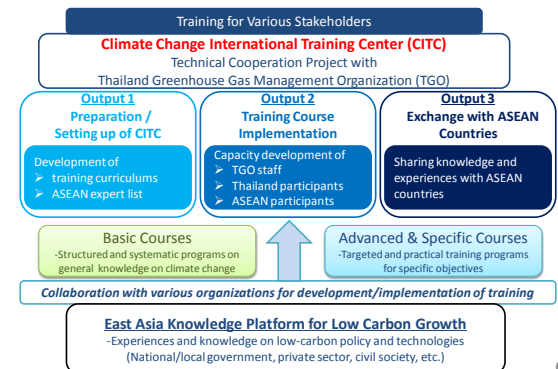 Training for Various Stakeholders
Climate Change International Training Center (CITC)
Technical Cooperation Project with
Thailand Greenhouse Gas Management Organization (TGO)
Output 1
Preparation /
Setting up of CITC
Development of
➢ training curriculums
➢ ASEAN expert list
Output 2
Training Course
Implementation
Capacity development of
➢ TGO staff
➢ Thailand participants
➢ ASEAN participants
Output 3
Exchange with ASEAN
Countries
Sharing knowledge and
experiences with ASEAN
countries
Basic Courses
-Structured and systematic programs on
general knowledge on climate change
Advanced & Specific Courses
-Targeted and practical training programs
for specific objectives
Collaboration with various organizations for development/implementation of training
East Asia Knowledge Platform for Low Carbon Growth
-Experiences and knowledge on low-carbon policy and technologies
(National/local government, private sector, civil society, etc.)